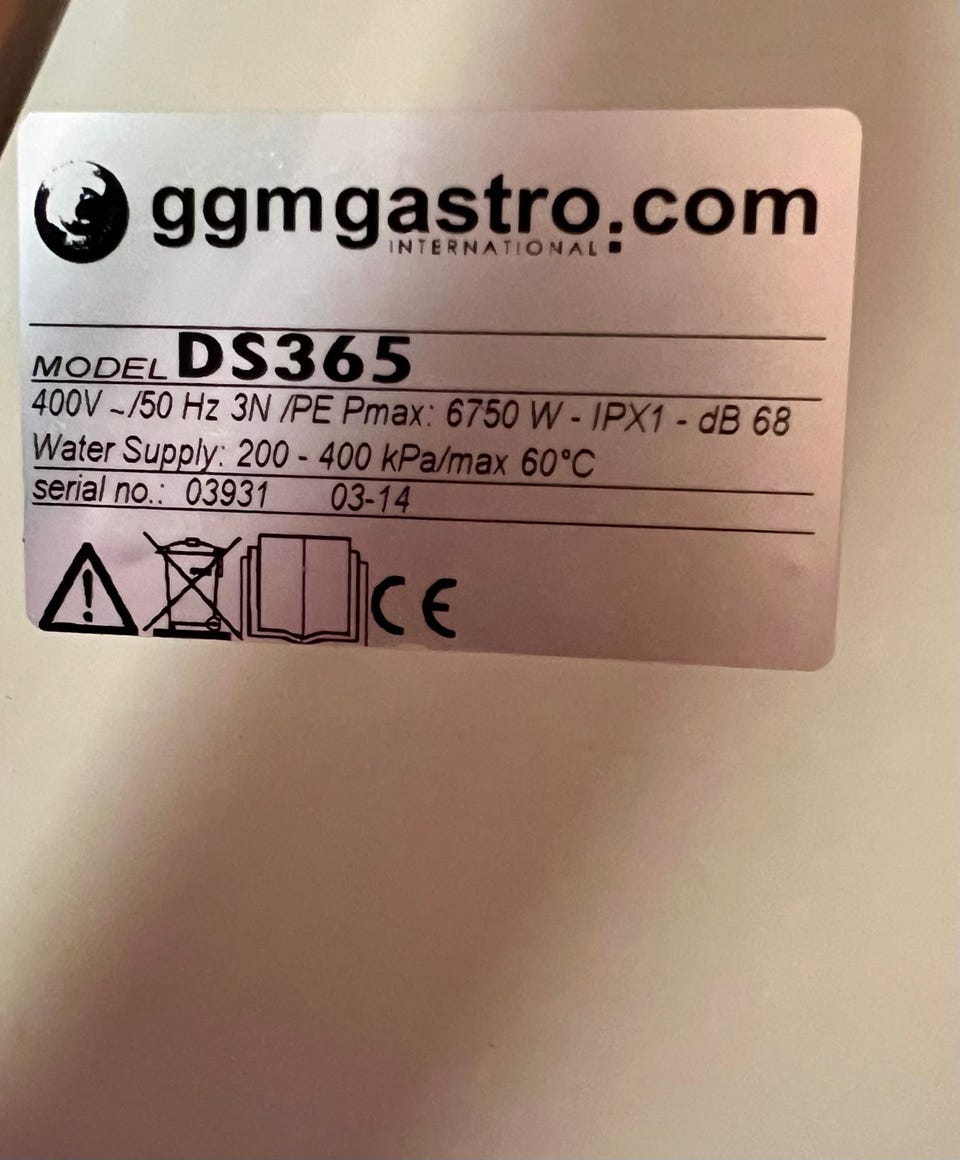 ggmgastro.com
INTERNATIONAL
MODEL DS365
400V ~/50 Hz 3N /PE Pmax: 6750 W - IPX1 - dB 68
Water Supply: 200 - 400 kPa/max 60°C
serial no.: 03931 03-14
CE